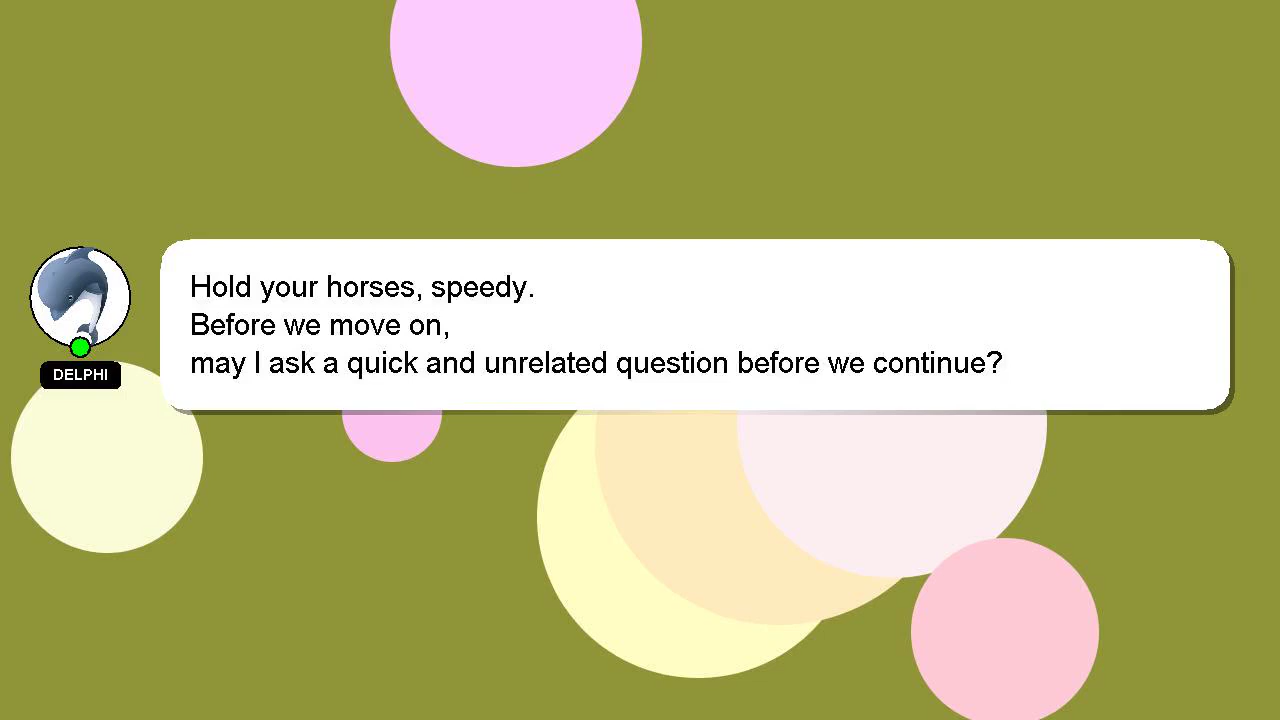 Hold your horses, speedy.
Before we move on,
may I ask a quick and unrelated question before we continue?
DELPHI